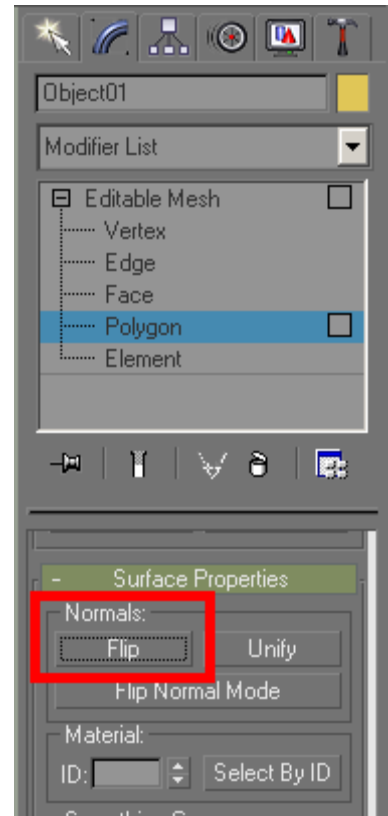 Object01
Modifier List
Editable Mesh
Vertex
Edge
Face
Polygon
Element
- Surface Properties
Normals:
Flip Unify
Flip Normal Mode
Material:
ID: Select By ID